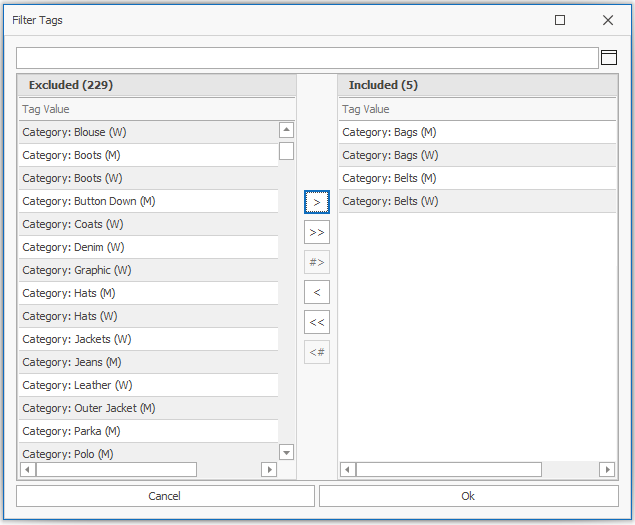 Filter Tags
Excluded (229)
Tag Value
Category: Blouse (W)
Category: Boots (M)
Category: Boots (W)
Category: Button Down (M)
Category: Coats (W)
Category: Denim (W)
Category: Graphic (W)
Category: Hats (M)
Category: Hats (W)
Category: Jackets (W)
Category: Jeans (M)
Category: Leather (W)
Category: Outer Jacket (M)
Category: Parka (M)
Category: Polo (M)
>
>>
#>
<
<<
<#
Included (5)
Tag Value
Category: Bags (M)
Category: Bags (W)
Category: Belts (M)
Category: Belts (W)
Cancel
Ok